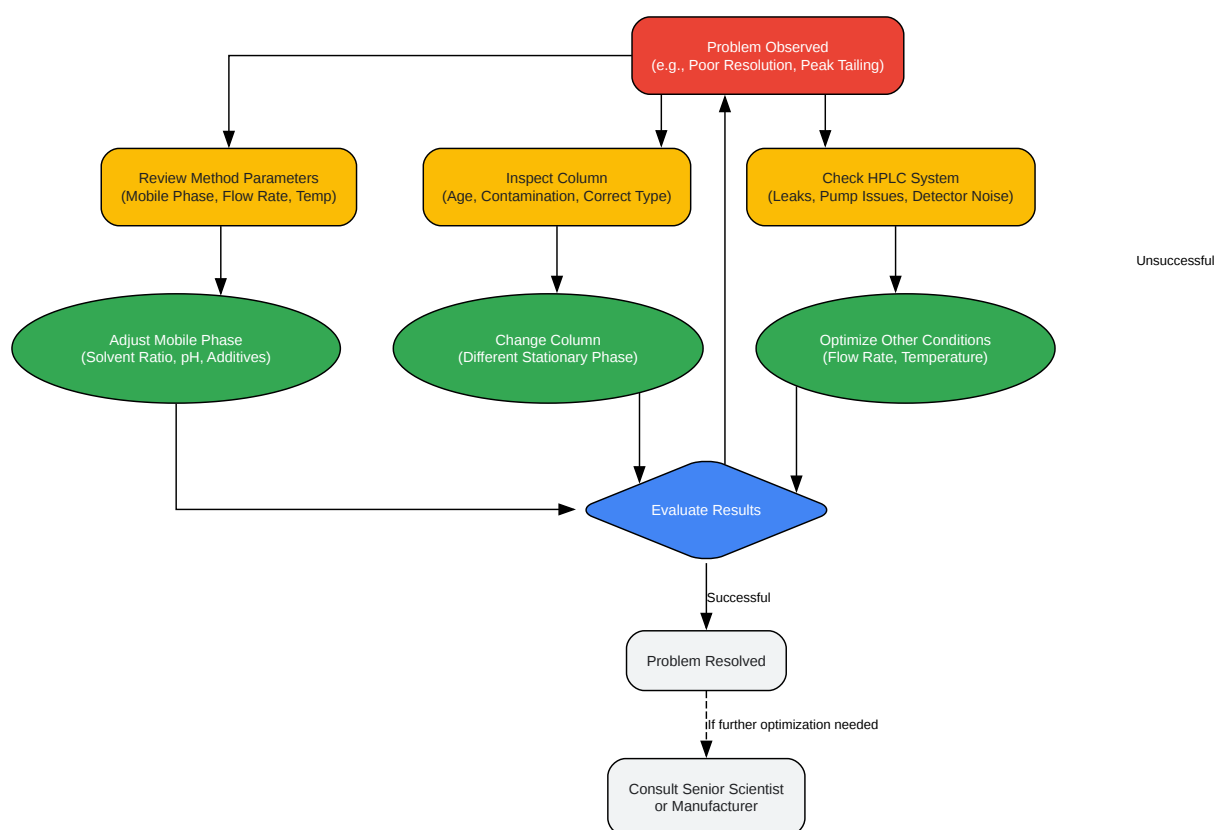 Problem Observed
(e.g., Poor Resolution, Peak Tailing)
Review Method Parameters
(Mobile Phase, Flow Rate, Temp)
Inspect Column
(Age, Contamination, Correct Type)
Check HPLC System
(Leaks, Pump Issues, Detector Noise)
Unsuccessful
Adjust Mobile Phase
(Solvent Ratio, pH, Additives)
Change Column
(Different Stationary Phase)
Optimize Other Conditions
(Flow Rate, Temperature)
Evaluate Results
Successful
Problem Resolved
If further optimization needed
Consult Senior Scientist
or Manufacturer